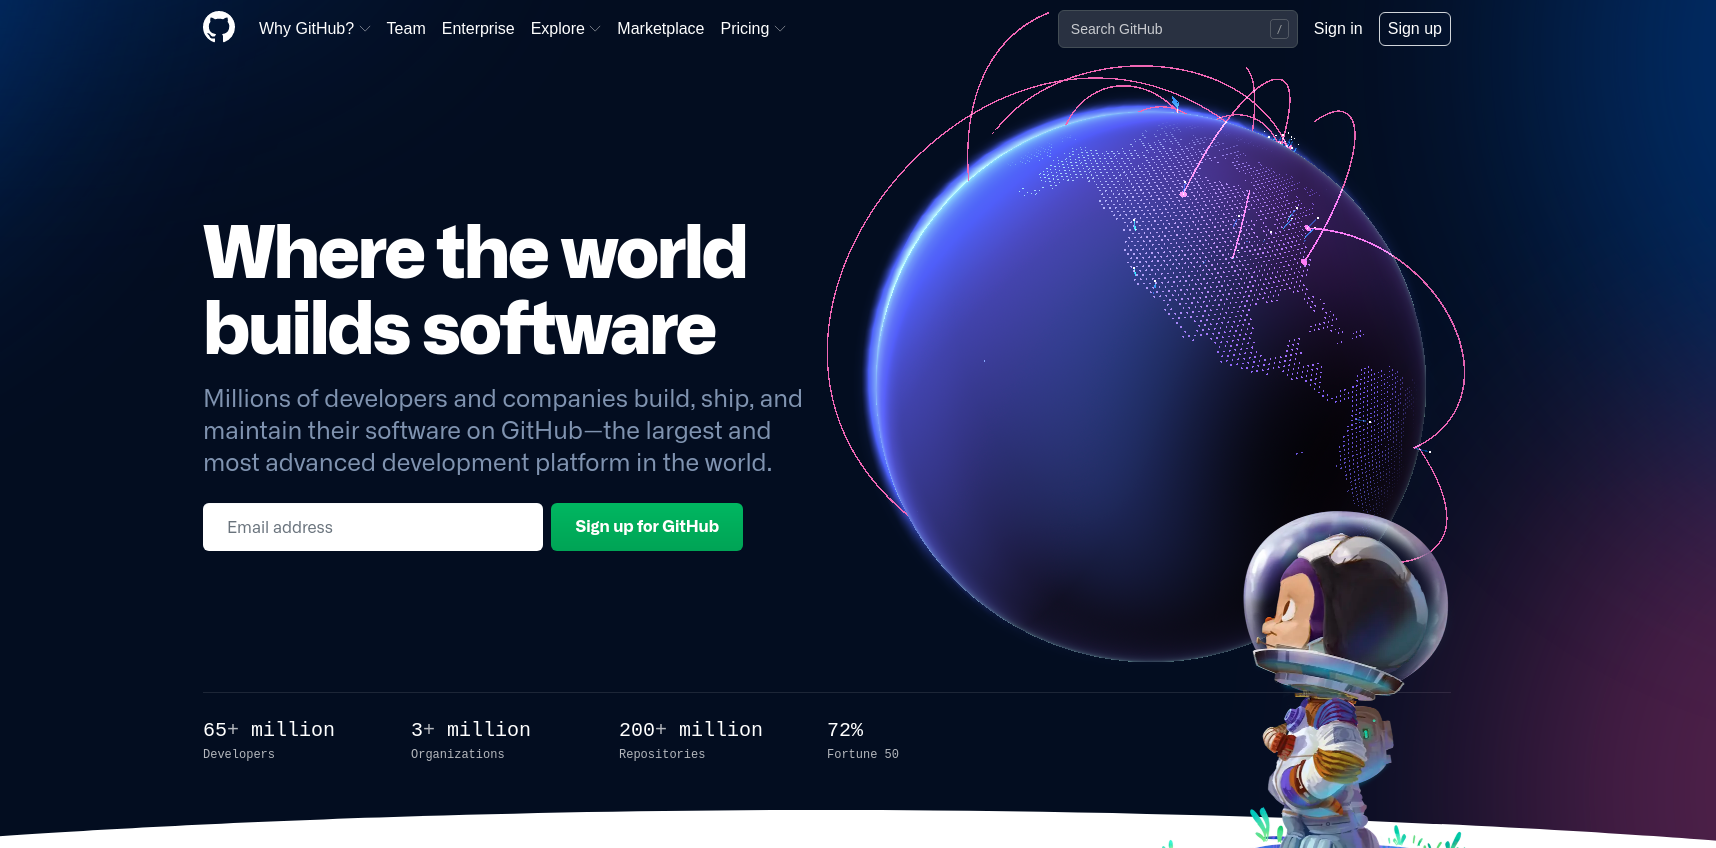 Why GitHub? Team Enterprise Explore Marketplace Pricing Search GitHub / Sign in Sign up
Where the world
builds software
Millions of developers and companies build, ship, and
maintain their software on GitHub—the largest and
most advanced development platform in the world.
Email address Sign up for GitHub
65+ million 3+ million 200+ million 72%
Developers Organizations Repositories Fortune 50